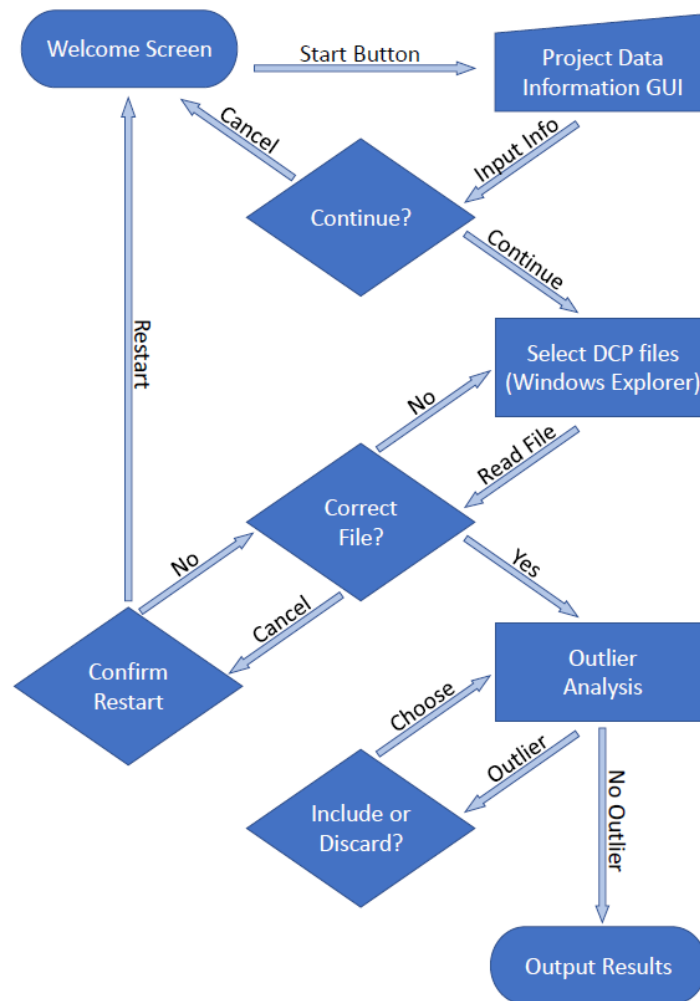 Welcome Screen
Start Button
Project Data
Information GUI
Cancel
Input Info
Continue?
Continue
Restart
Select DCP files
(Windows Explorer)
No
Read File
Correct
File?
No
Yes
Cancel
Confirm
Restart
Outlier
Analysis
Choose
Outlier
No Outlier
Include or
Discard?
Output Results